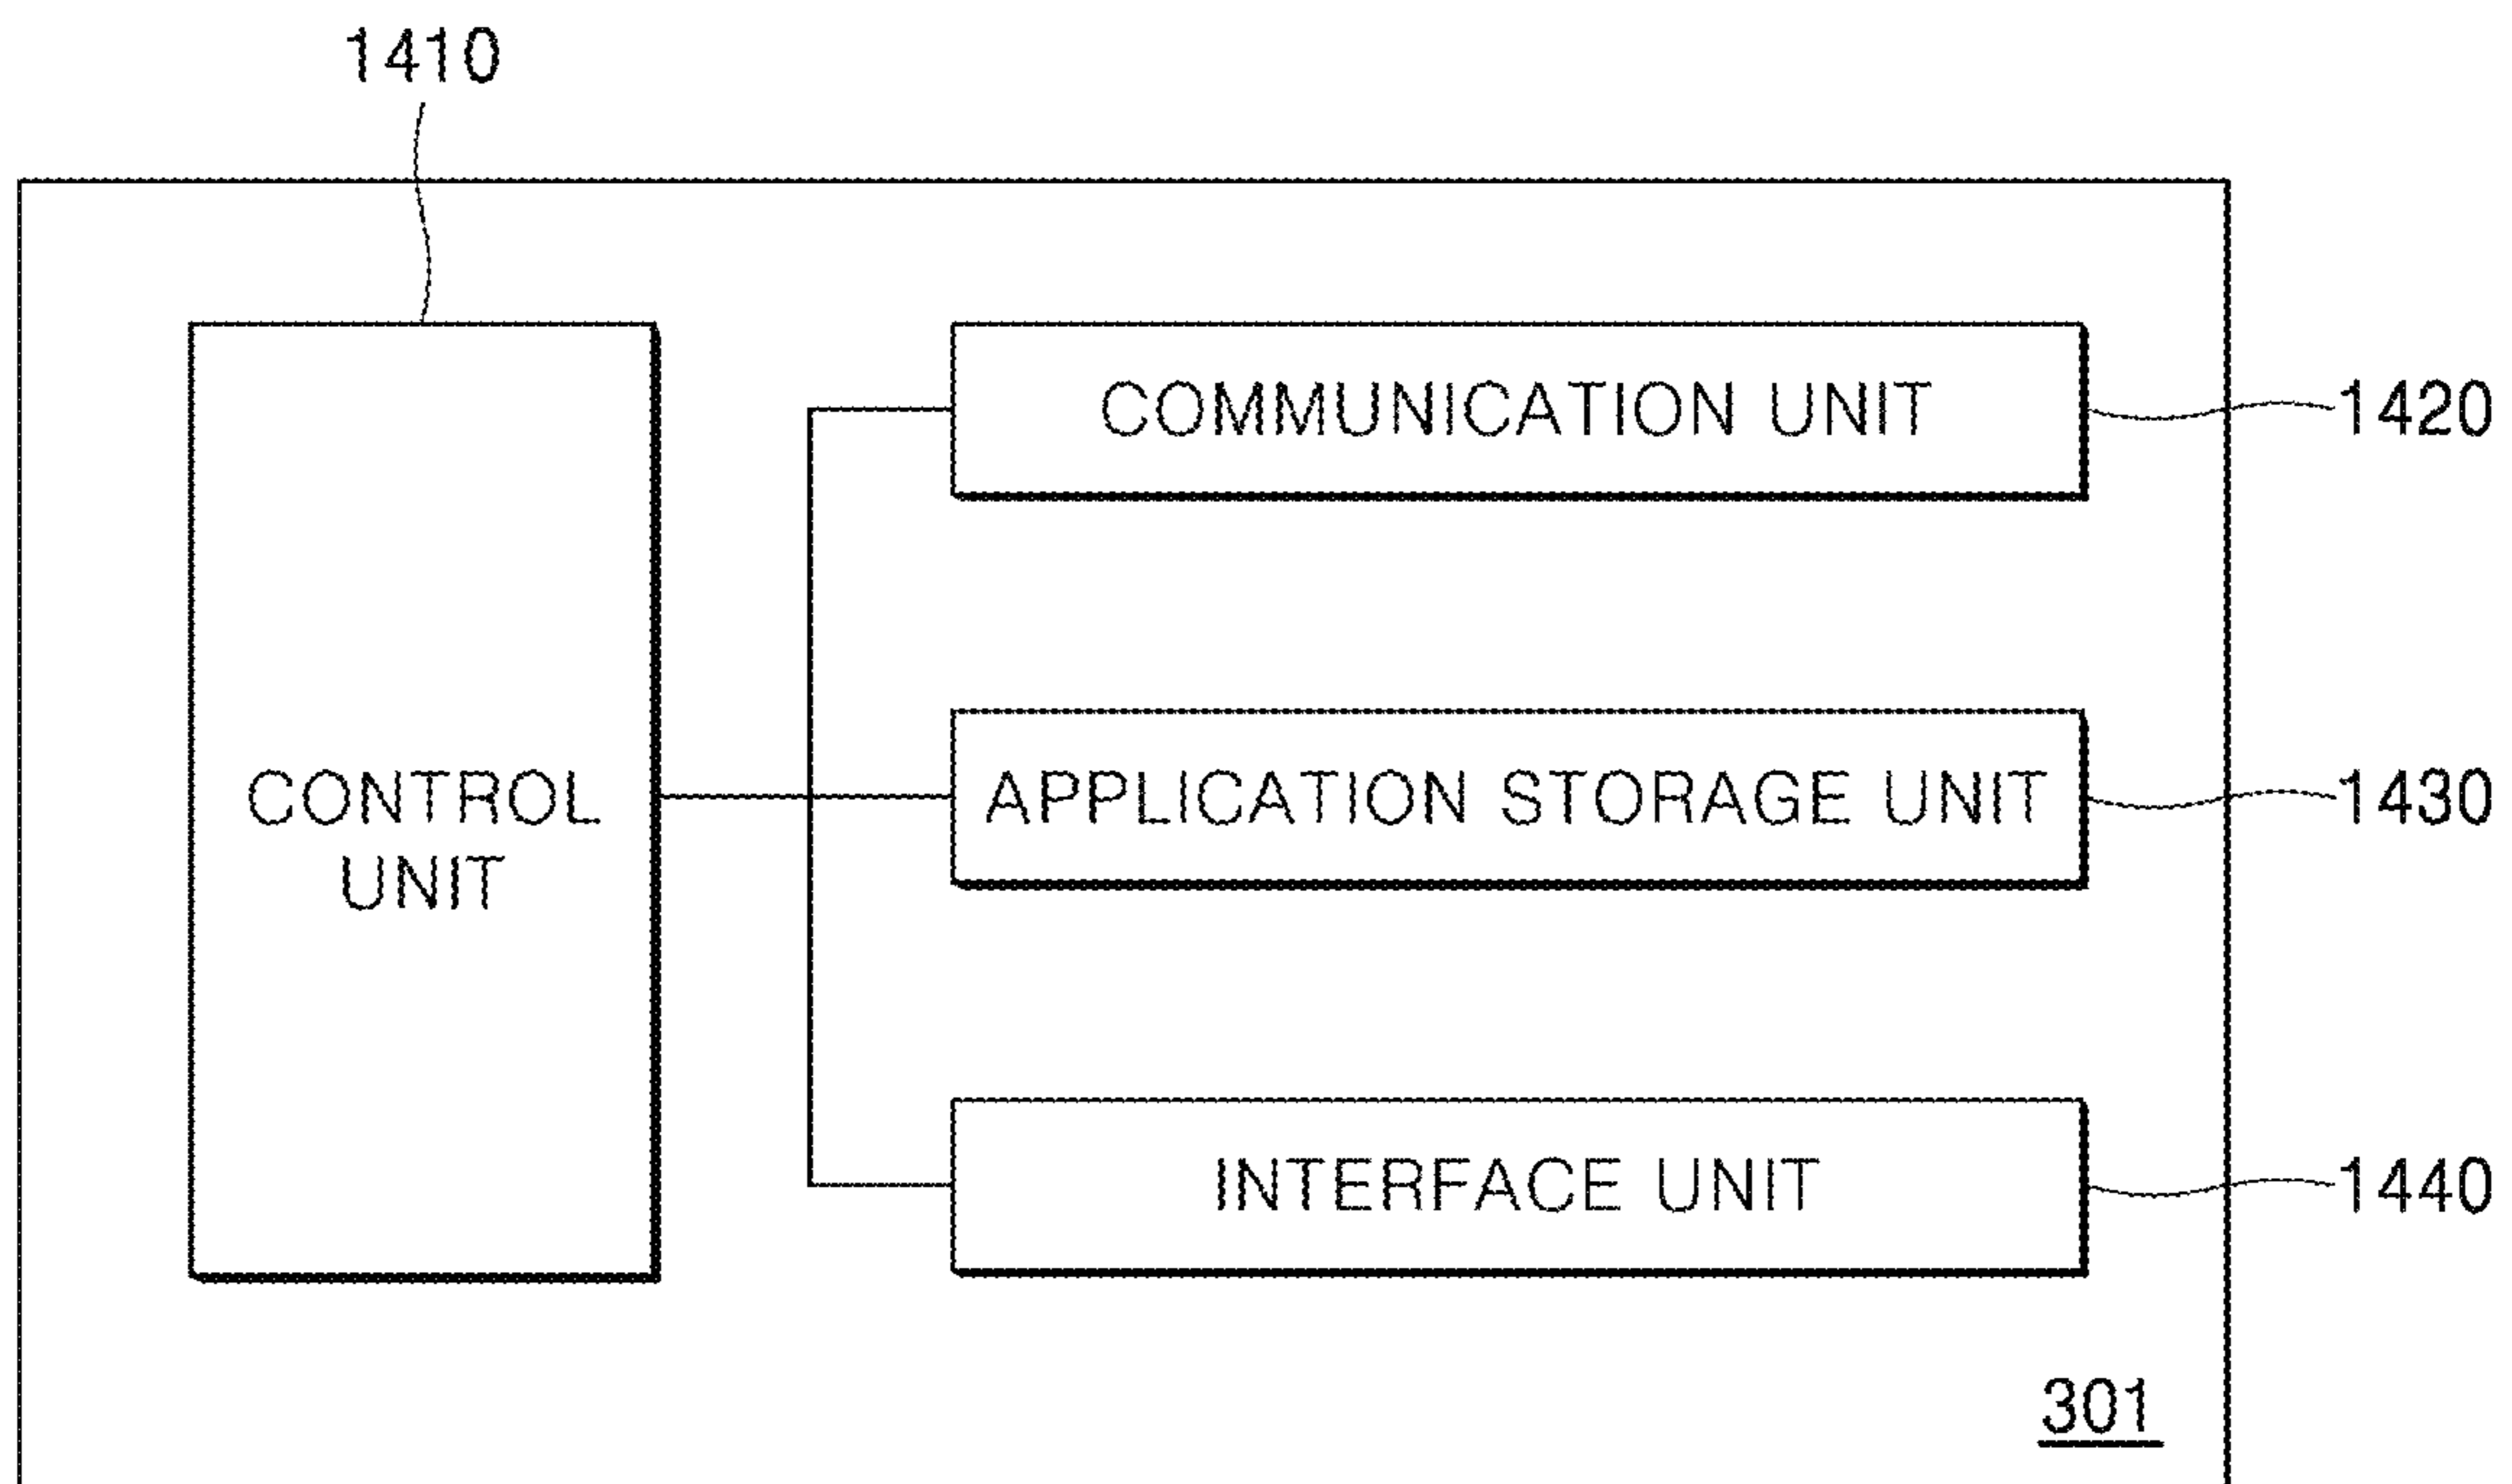 1410
COMMUNICATION UNIT
1420
CONTROL
UNIT
APPLICATION STORAGE UNIT
1430
INTERFACE UNIT
1440
301